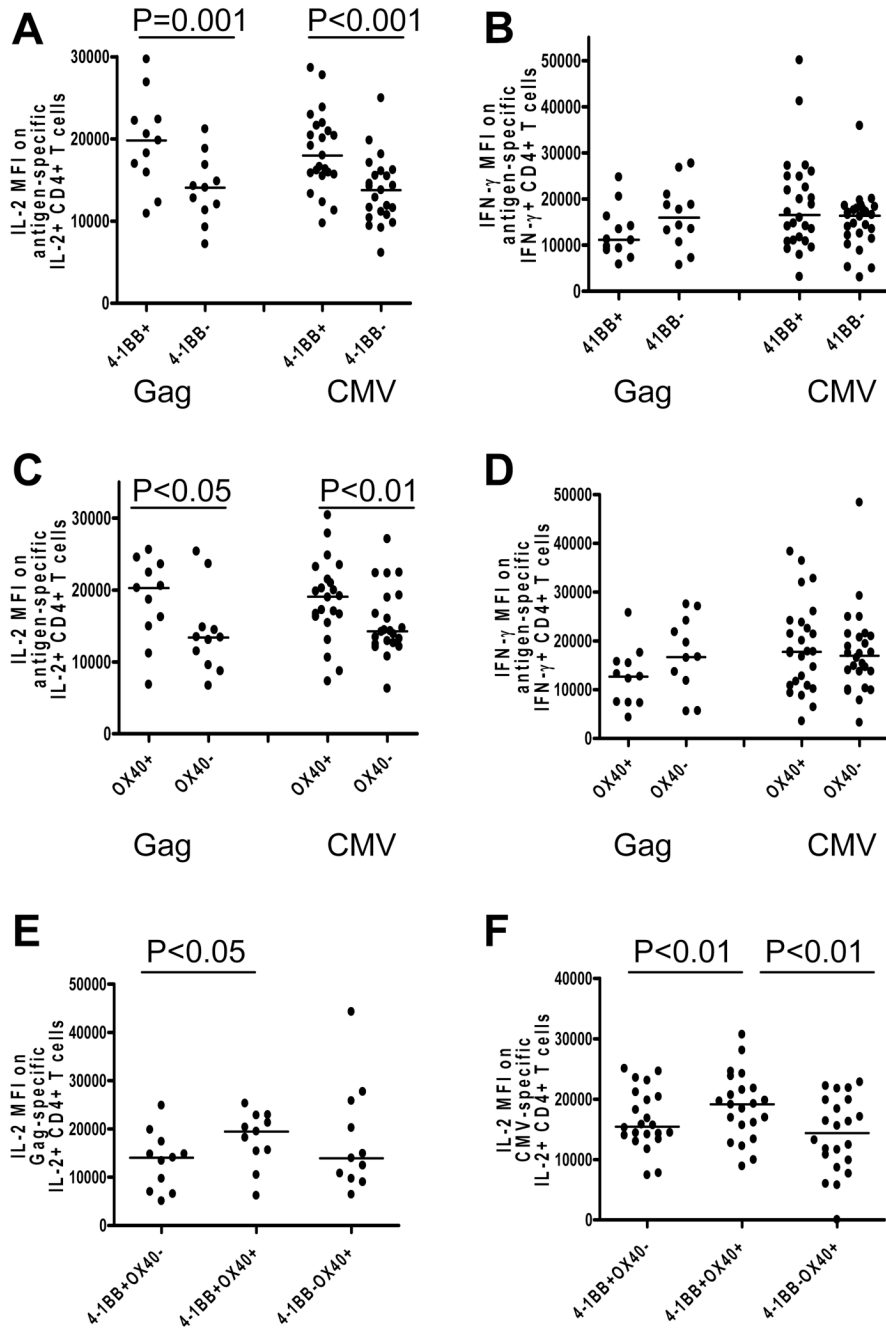 A
P=0.001 P<0.001
IL-2 MFI on
antigen-specific
IL-2+ CD4+ T cells
30000
20000
10000
0
4-1BB+ 4-1BB- 4-1BB+ 4-1BB-
Gag CMV
B
IFN-γ MFI on
antigen-specific
IFN-γ+ CD4+ T cells
50000
40000
30000
20000
10000
0
41BB+ 41BB- 41BB+ 41BB-
Gag CMV
C
P<0.05 P<0.01
IL-2 MFI on
antigen-specific
IL-2+ CD4+ T cells
30000
20000
10000
0
OX40+ OX40- OX40+ OX40-
Gag CMV
D
IFN-γ MFI on
antigen-specific
IFN-γ+ CD4+ T cells
50000
40000
30000
20000
10000
0
OX40+ OX40- OX40+ OX40-
Gag CMV
E
P<0.05
IL-2 MFI on
Gag-specific
IL-2+ CD4+ T cells
50000
40000
30000
20000
10000
0
4-1BB+OX40- 4-1BB+OX40+ 4-1BB-OX40+
F
P<0.01 P<0.01
IL-2 MFI on
CMV-specific
IL-2+ CD4+ T cells
40000
30000
20000
10000
0
4-1BB+OX40- 4-1BB+OX40+ 4-1BB-OX40+